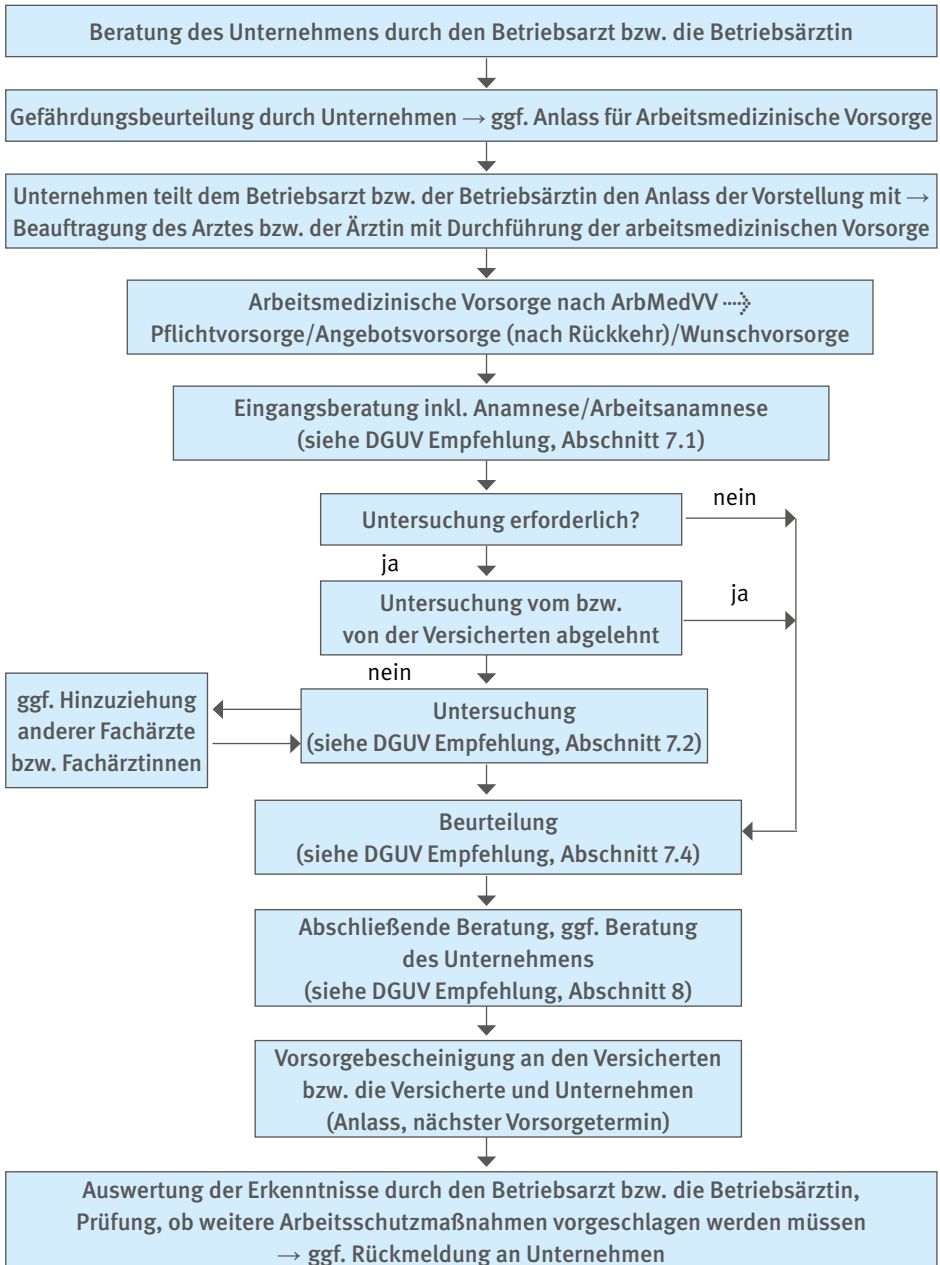 Beratung des Unternehmens durch den Betriebsarzt bzw. die Betriebsärztin
Gefährdungsbeurteilung durch Unternehmen → ggf. Anlass für Arbeitsmedizinische Vorsorge
Unternehmen teilt dem Betriebsarzt bzw. der Betriebsärztin den Anlass der Vorstellung mit →
Beauftragung des Arztes bzw. der Ärztin mit Durchführung der arbeitsmedizinischen Vorsorge
Arbeitsmedizinische Vorsorge nach ArbMedVV ⤑
Pflichtvorsorge/Angebotsvorsorge (nach Rückkehr)/Wunschvorsorge
Eingangsberatung inkl. Anamnese/Arbeitsanamnese
(siehe DGUV Empfehlung, Abschnitt 7.1)
Untersuchung erforderlich?
nein
ja
Untersuchung vom bzw.
von der Versicherten abgelehnt
ja
nein
ggf. Hinzuziehung
anderer Fachärzte
bzw. Fachärztinnen
Untersuchung
(siehe DGUV Empfehlung, Abschnitt 7.2)
Beurteilung
(siehe DGUV Empfehlung, Abschnitt 7.4)
Abschließende Beratung, ggf. Beratung
des Unternehmens
(siehe DGUV Empfehlung, Abschnitt 8)
Vorsorgebescheinigung an den Versicherten
bzw. die Versicherte und Unternehmen
(Anlass, nächster Vorsorgetermin)
Auswertung der Erkenntnisse durch den Betriebsarzt bzw. die Betriebsärztin,
Prüfung, ob weitere Arbeitsschutzmaßnahmen vorgeschlagen werden müssen
→ ggf. Rückmeldung an Unternehmen